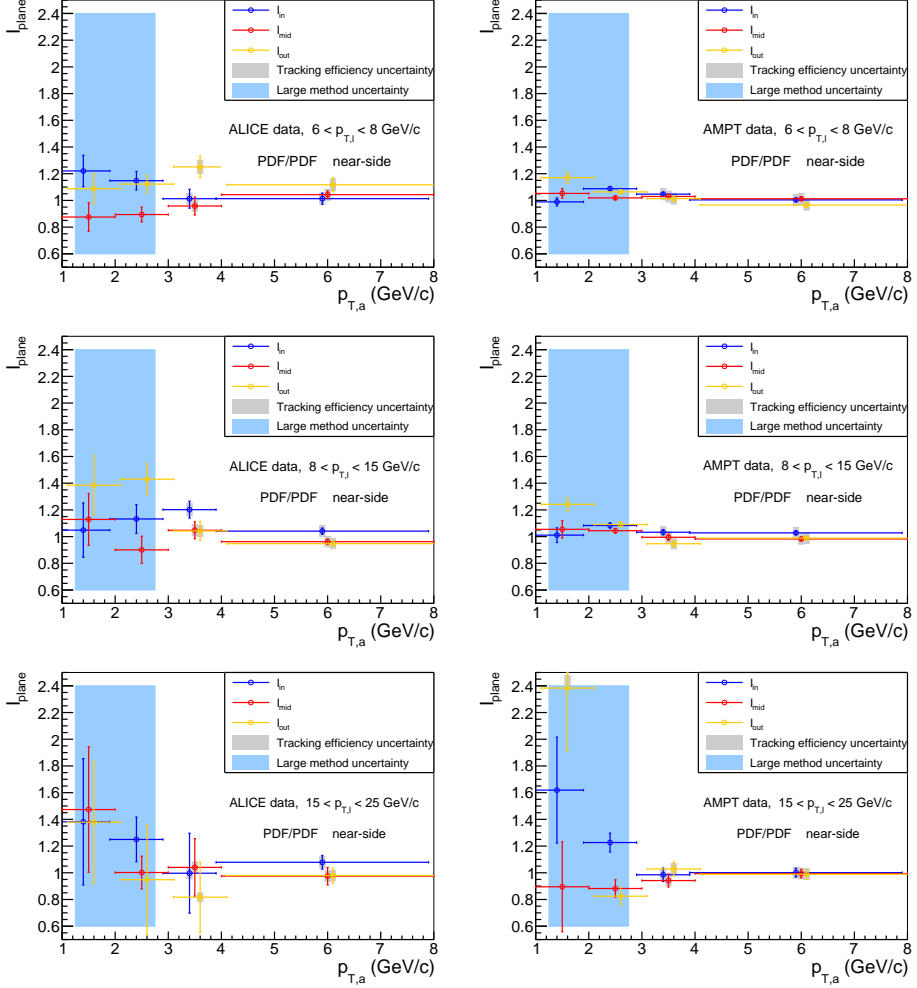 I_plane
2.4
2.2
2
1.8
1.6
1.4
1.2
1
0.8
0.6
I_in
I_mid
I_out
Tracking efficiency uncertainty
Large method uncertainty
ALICE data, 6 < p_T,l < 8 GeV/c
PDF/PDF near-side
1 2 3 4 5 6 7 8
p_T,a (GeV/c)
2.4
2.2
2
1.8
1.6
1.4
1.2
1
0.8
0.6
I_in
I_mid
I_out
Tracking efficiency uncertainty
Large method uncertainty
AMPT data, 6 < p_T,l < 8 GeV/c
PDF/PDF near-side
1 2 3 4 5 6 7 8
p_T,a (GeV/c)
I_plane
2.4
2.2
2
1.8
1.6
1.4
1.2
1
0.8
0.6
I_in
I_mid
I_out
Tracking efficiency uncertainty
Large method uncertainty
ALICE data, 8 < p_T,l < 15 GeV/c
PDF/PDF near-side
1 2 3 4 5 6 7 8
p_T,a (GeV/c)
I_plane
2.4
2.2
2
1.8
1.6
1.4
1.2
1
0.8
0.6
I_in
I_mid
I_out
Tracking efficiency uncertainty
Large method uncertainty
AMPT data, 8 < p_T,l < 15 GeV/c
PDF/PDF near-side
1 2 3 4 5 6 7 8
p_T,a (GeV/c)
I_plane
2.4
2.2
2
1.8
1.6
1.4
1.2
1
0.8
0.6
I_in
I_mid
I_out
Tracking efficiency uncertainty
Large method uncertainty
ALICE data, 15 < p_T,l < 25 GeV/c
PDF/PDF near-side
1 2 3 4 5 6 7 8
p_T,a (GeV/c)
I_plane
2.4
2.2
2
1.8
1.6
1.4
1.2
1
0.8
0.6
I_in
I_mid
I_out
Tracking efficiency uncertainty
Large method uncertainty
AMPT data, 15 < p_T,l < 25 GeV/c
PDF/PDF near-side
1 2 3 4 5 6 7 8
p_T,a (GeV/c)